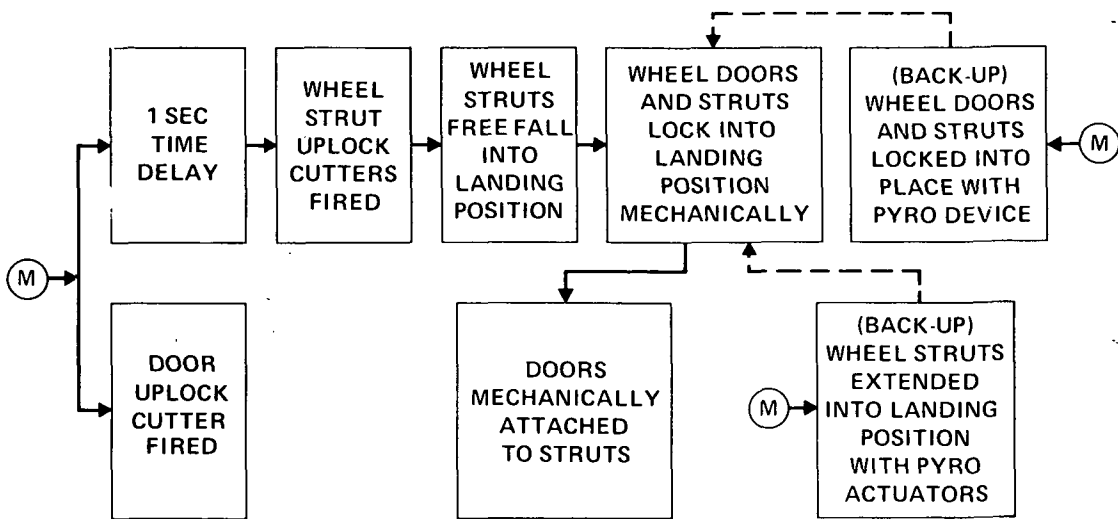 M
1 SEC
TIME
DELAY
WHEEL
STRUT
UPLOCK
CUTTERS
FIRED
WHEEL
STRUTS
FREE FALL
INTO
LANDING
POSITION
WHEEL DOORS
AND STRUTS
LOCK INTO
LANDING
POSITION
MECHANICALLY
(BACK-UP)
WHEEL DOORS
AND STRUTS
LOCKED INTO
PLACE WITH
PYRO DEVICE
M
DOOR
UPLOCK
CUTTER
FIRED
DOORS
MECHANICALLY
ATTACHED
TO STRUTS
M
(BACK-UP)
WHEEL STRUTS
EXTENDED
INTO LANDING
POSITION
WITH PYRO
ACTUATORS